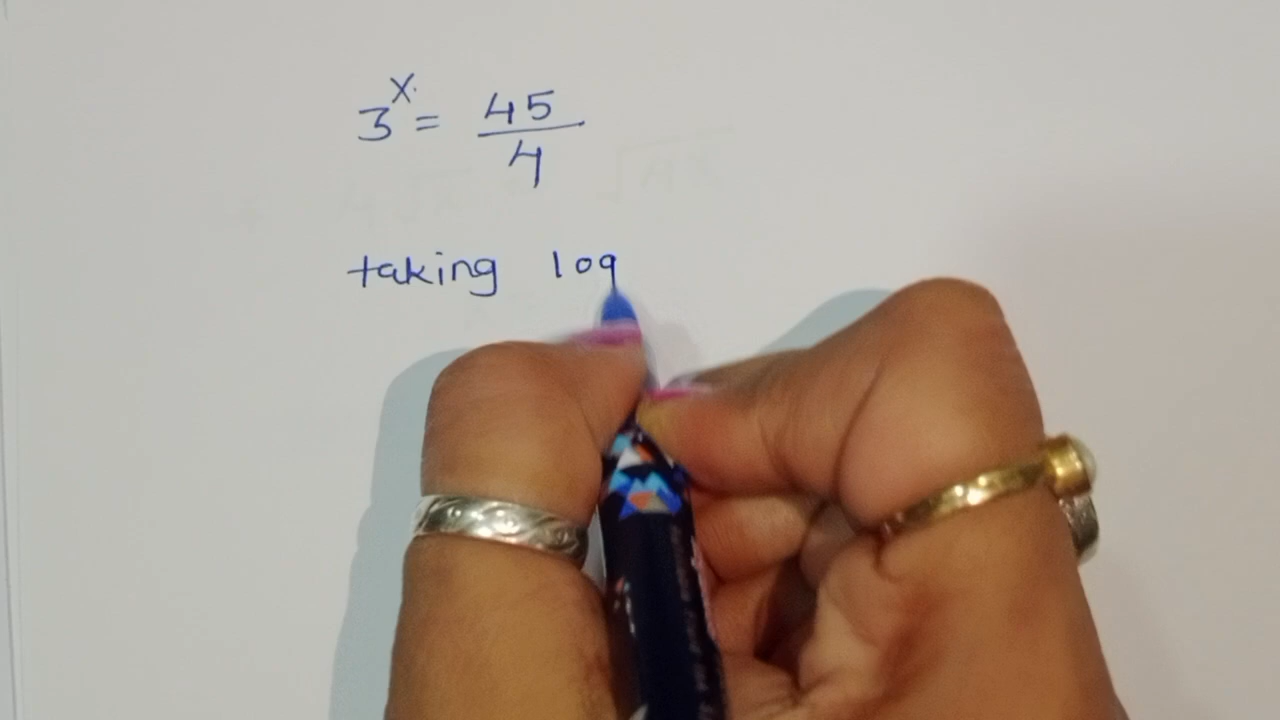 3^x = 45/4
taking log